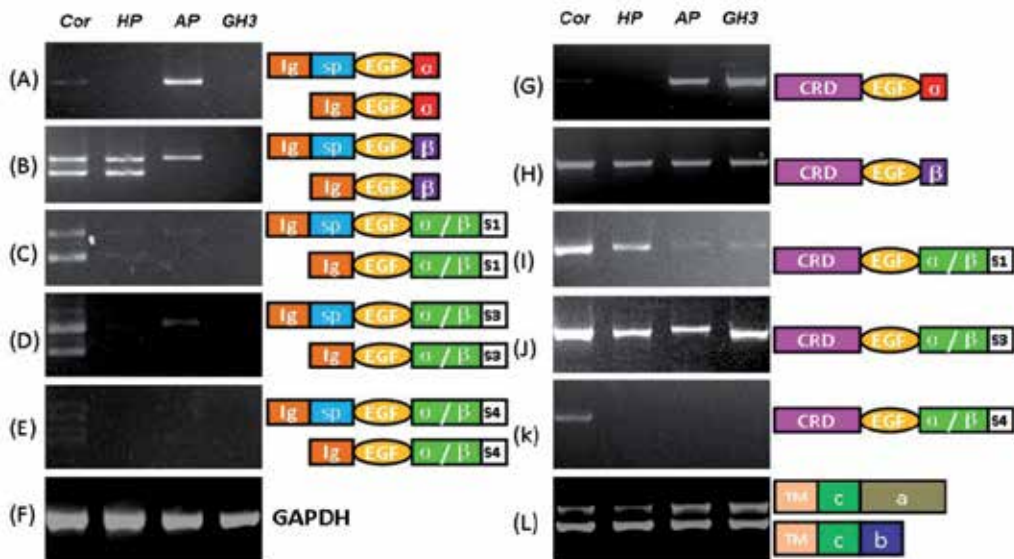 Cor HP AP GH3
(A)
Ig sp EGF α
Ig EGF α
(B)
Ig sp EGF β
Ig EGF β
(C)
Ig sp EGF α / β S1
Ig EGF α / β S1
(D)
Ig sp EGF α / β S3
Ig EGF α / β S3
(E)
Ig sp EGF α / β S4
Ig EGF α / β S4
(F)
GAPDH
Cor HP AP GH3
(G)
CRD EGF α
(H)
CRD EGF β
(I)
CRD EGF α / β S1
(J)
CRD EGF α / β S3
(k)
CRD EGF α / β S4
(L)
TM c a
TM c b